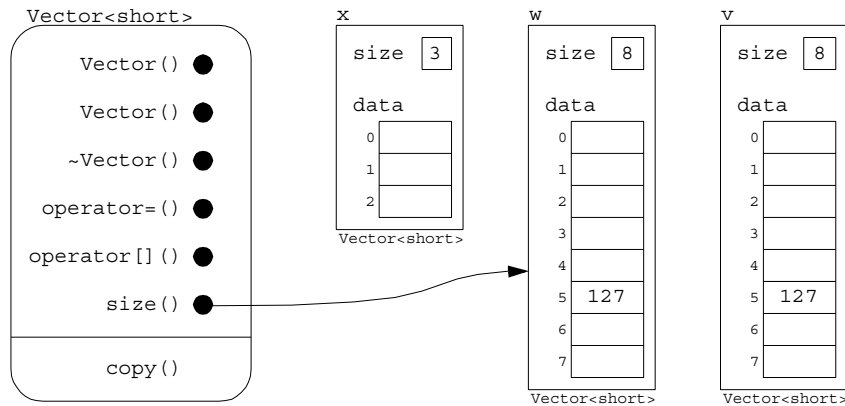 Vector<short>
Vector()
Vector()
~Vector()
operator=()
operator[]()
size()
copy()
x
size 3
data
0
1
2
Vector<short>
w
size 8
data
0
1
2
3
4
5 127
6
7
Vector<short>
v
size 8
data
0
1
2
3
4
5 127
6
7
Vector<short>